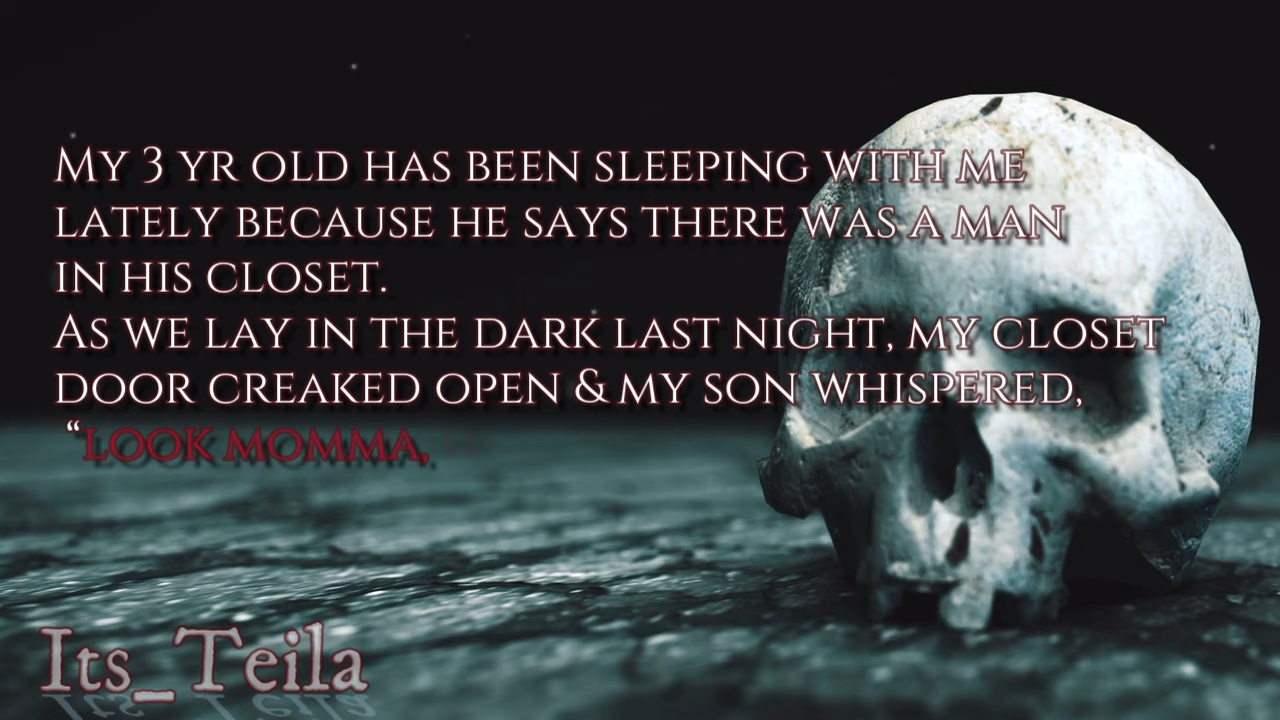 My 3 yr old has been sleeping with me
lately because he says there was a man
in his closet.
As we lay in the dark last night, my closet
door creaked open & my son whispered,
“Look momma,
Its_Teila